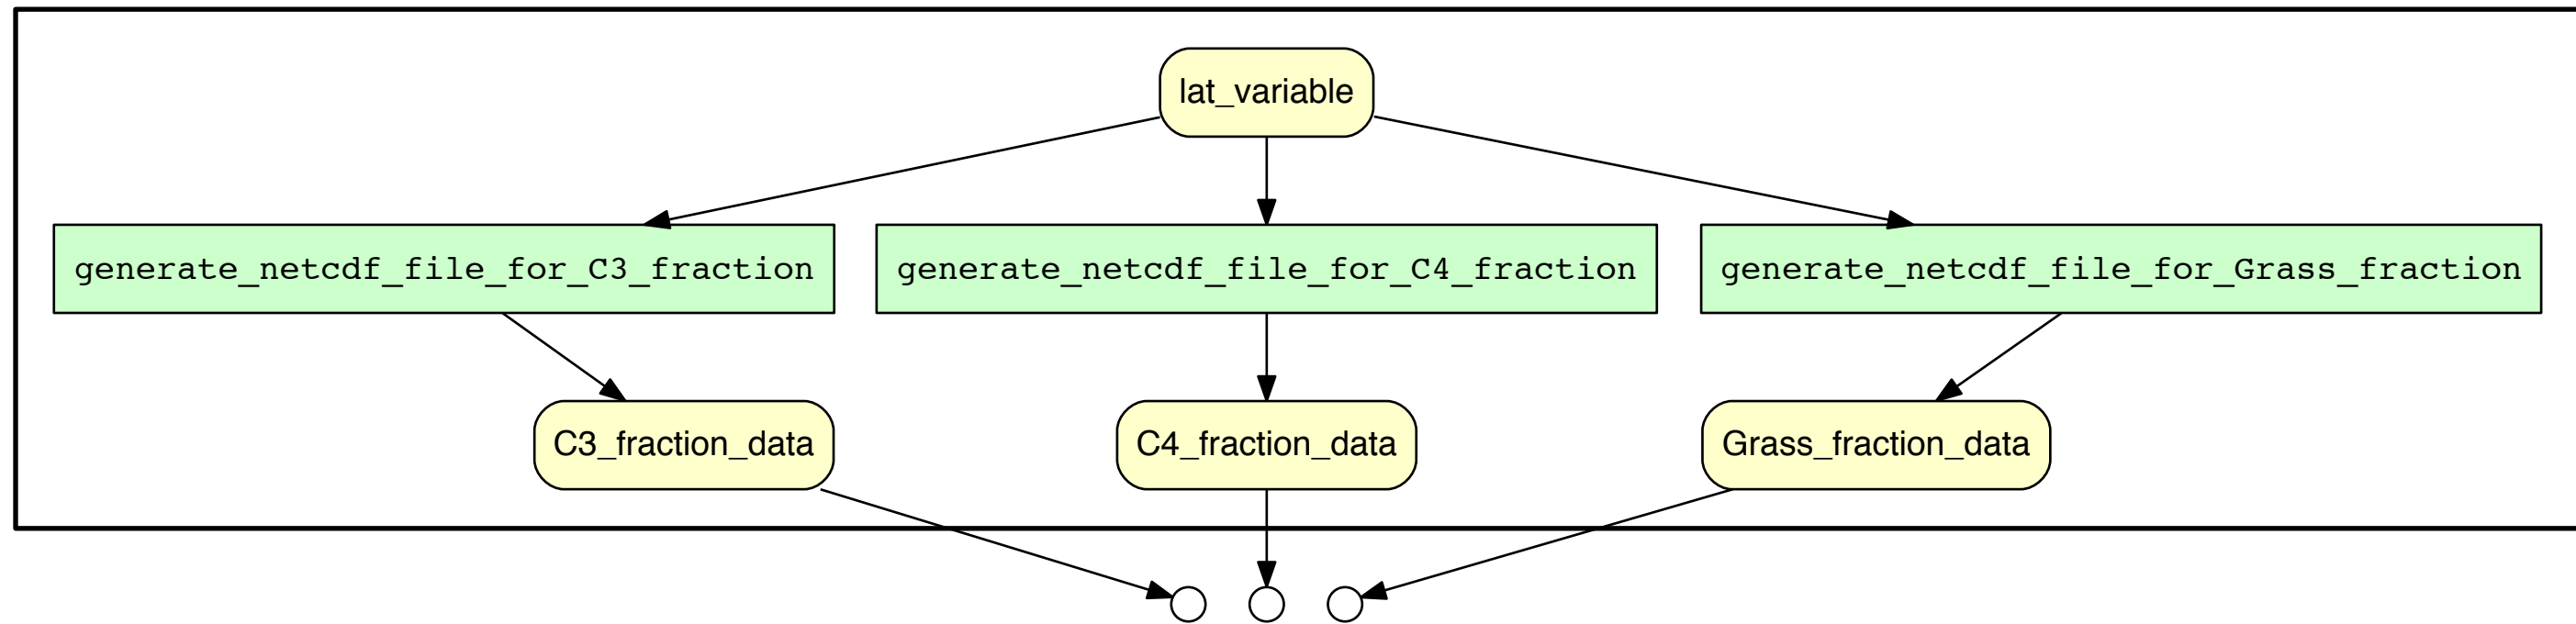 lat_variable
generate_netcdf_file_for_C3_fraction
generate_netcdf_file_for_C4_fraction
generate_netcdf_file_for_Grass_fraction
C3_fraction_data
C4_fraction_data
Grass_fraction_data